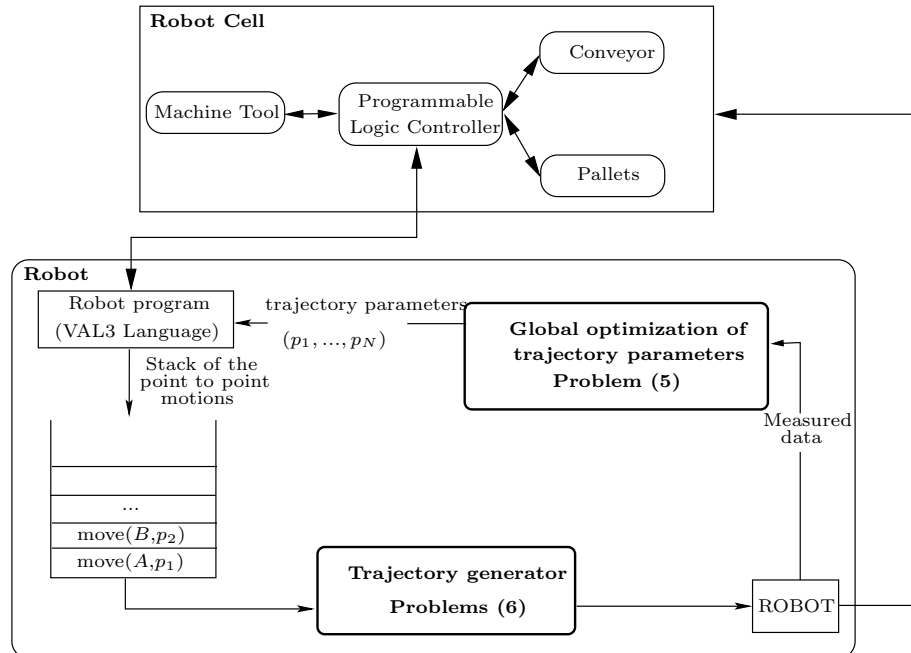 Robot Cell
Conveyor
Machine Tool
Programmable
Logic Controller
Pallets
Robot
Robot program
(VAL3 Language)
trajectory parameters
(p₁, ..., p_N)
Global optimization of
trajectory parameters
Problem (5)
Stack of the
point to point
motions
Measured
data
...
move(B,p₂)
move(A,p₁)
Trajectory generator
Problems (6)
ROBOT